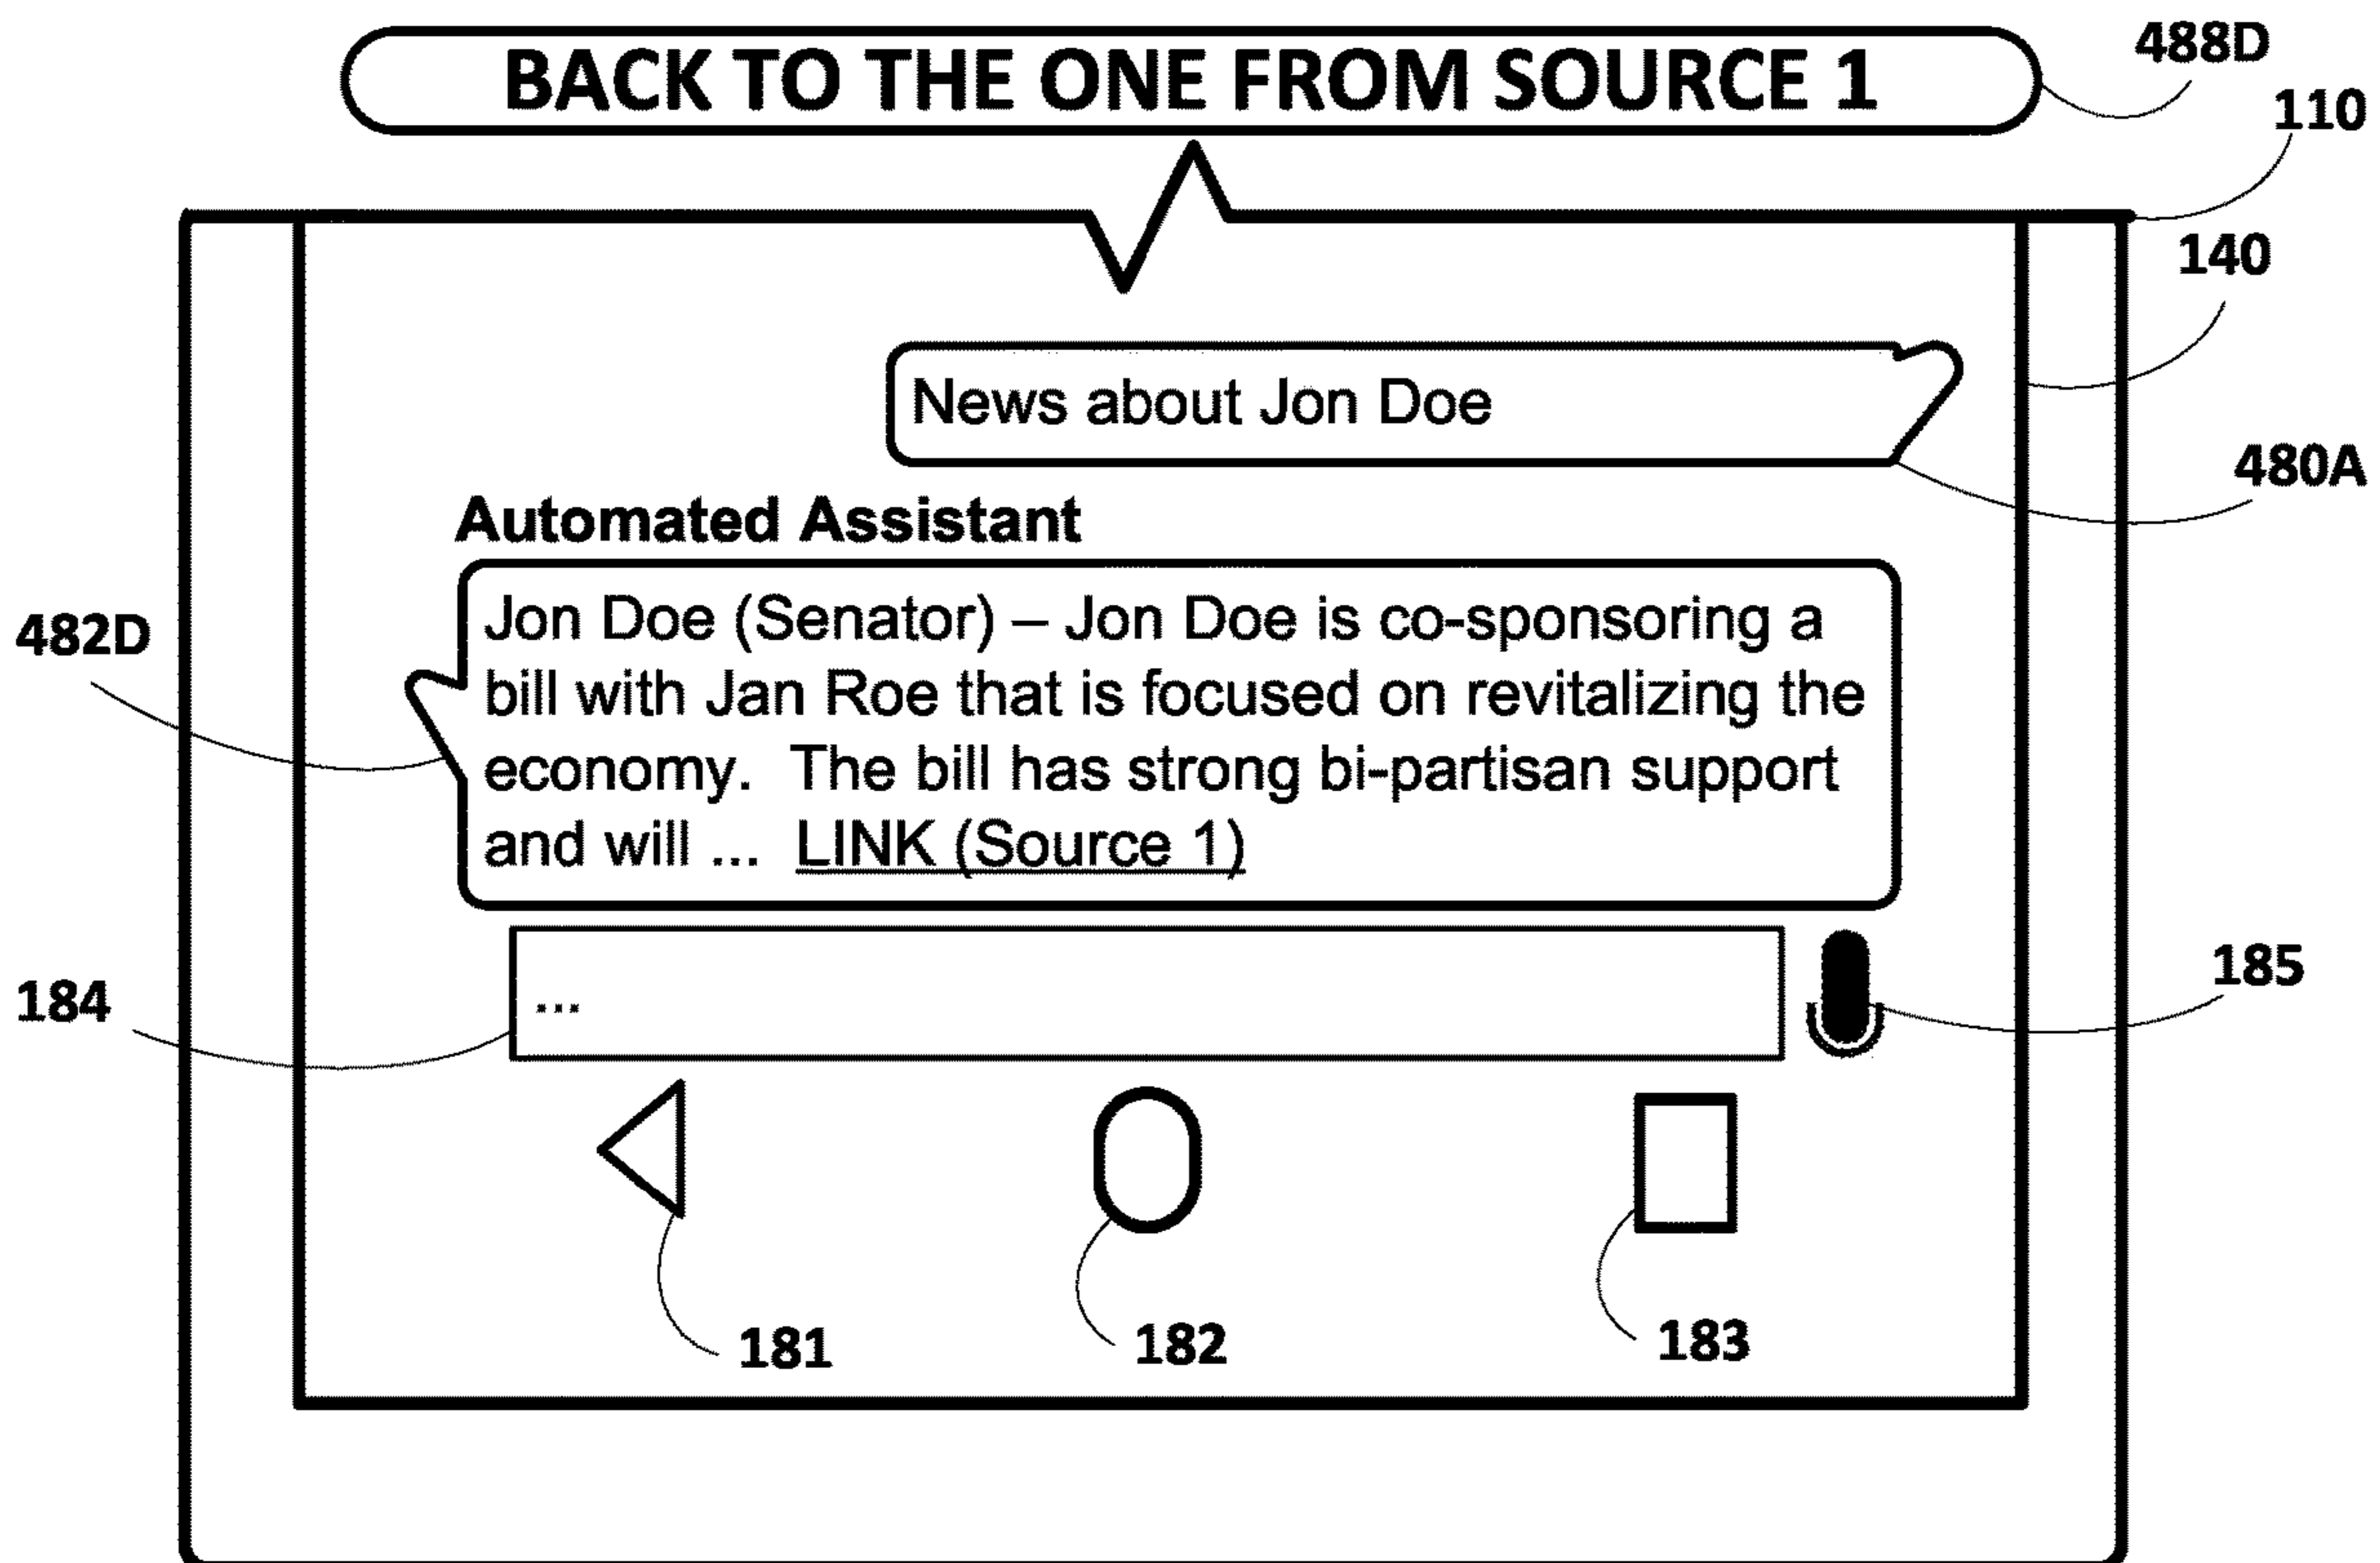 BACK TO THE ONE FROM SOURCE 1
488D
110
140
News about Jon Doe
480A
Automated Assistant
482D
Jon Doe (Senator) – Jon Doe is co-sponsoring a
bill with Jan Roe that is focused on revitalizing the
economy.  The bill has strong bi-partisan support
and will ...  LINK (Source 1)
184
...
185
181
182
183